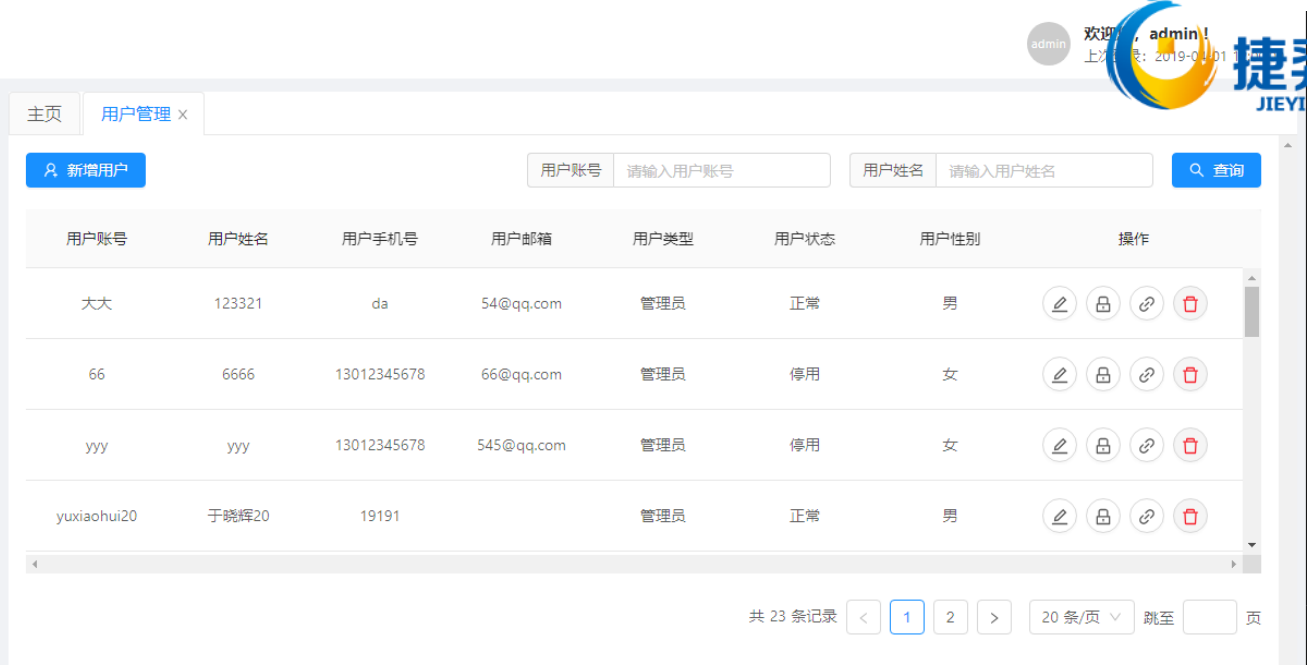 admin
欢迎 ，admin！
上次 录：2019-0
主页
用户管理
新增用户
用户账号 请输入用户账号
用户姓名 请输入用户姓名
查询
捷
JIEYI
用户账号 用户姓名 用户手机号 用户邮箱 用户类型 用户状态 用户性别 操作
大大 123321 da 54@qq.com 管理员 正常 男
66 6666 13012345678 66@qq.com 管理员 停用 女
yyy yyy 13012345678 545@qq.com 管理员 停用 女
yuxiaohui20 于晓辉20 19191 管理员 正常 男
共 23 条记录 < 1 2 > 20 条/页 跳至 页